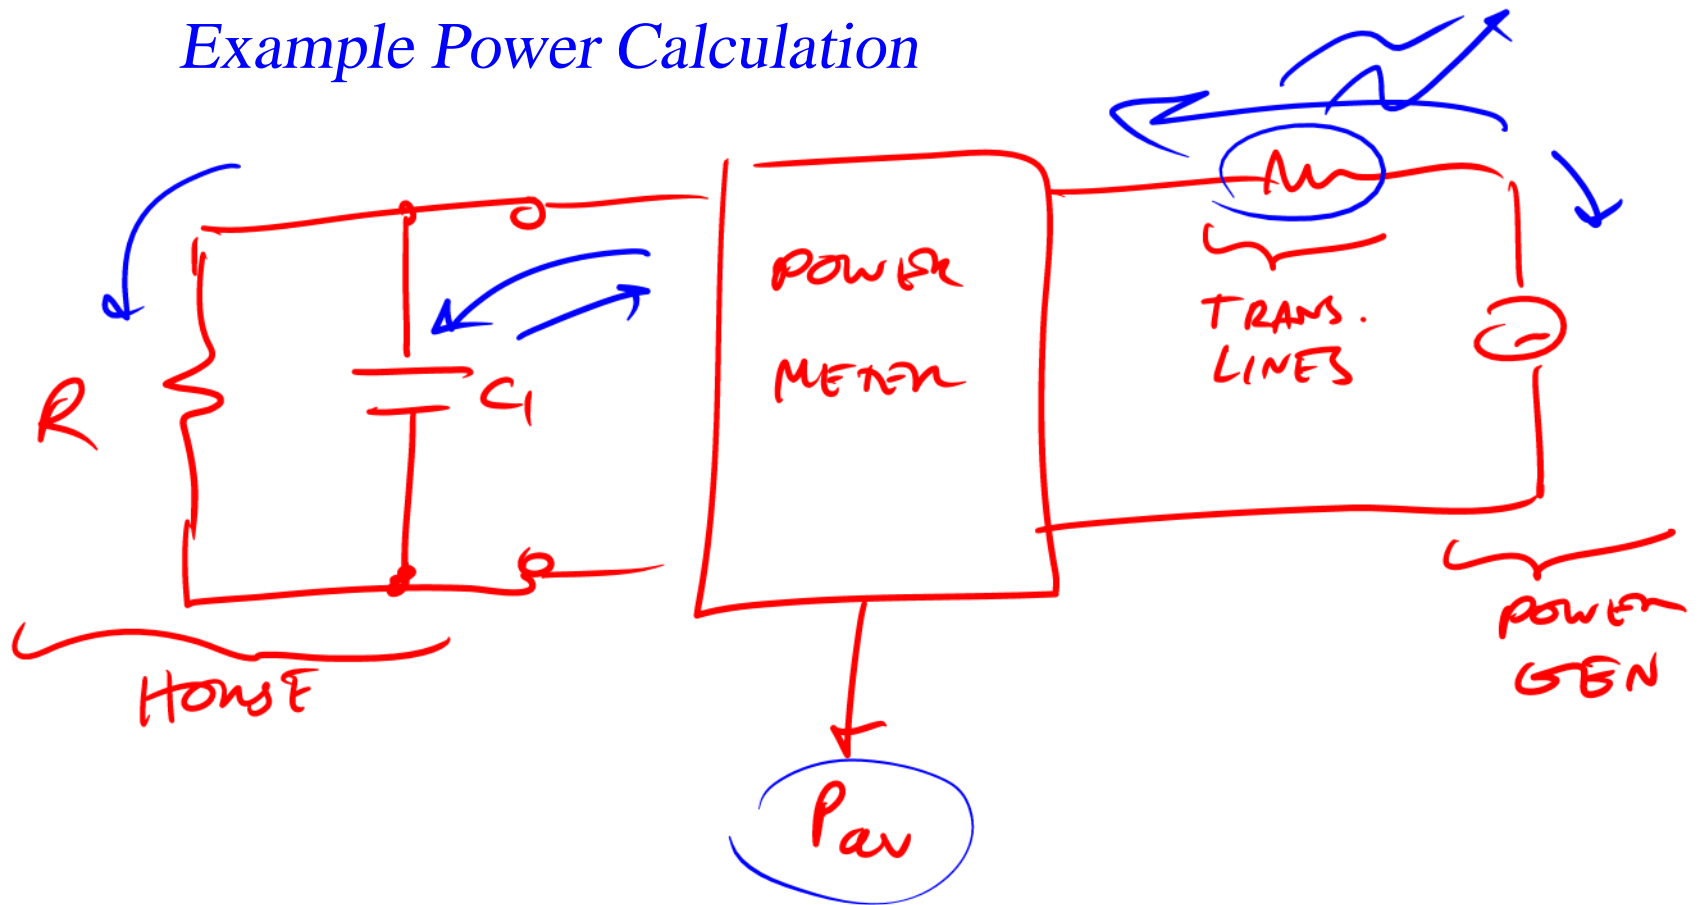 Example Power Calculation
POWER
METER
TRANS.
LINES
R
C1
POWER
GEN
HOUSE
Pav